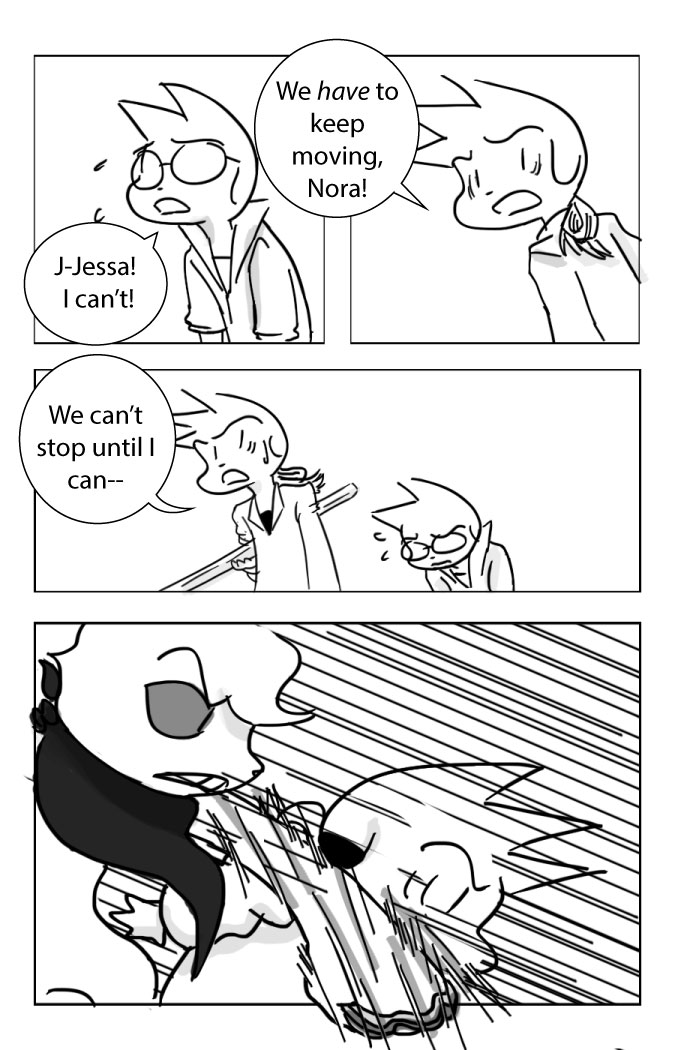 J-Jessa!
I can't!
We have to
keep
moving,
Nora!
We can't
stop until I
can--